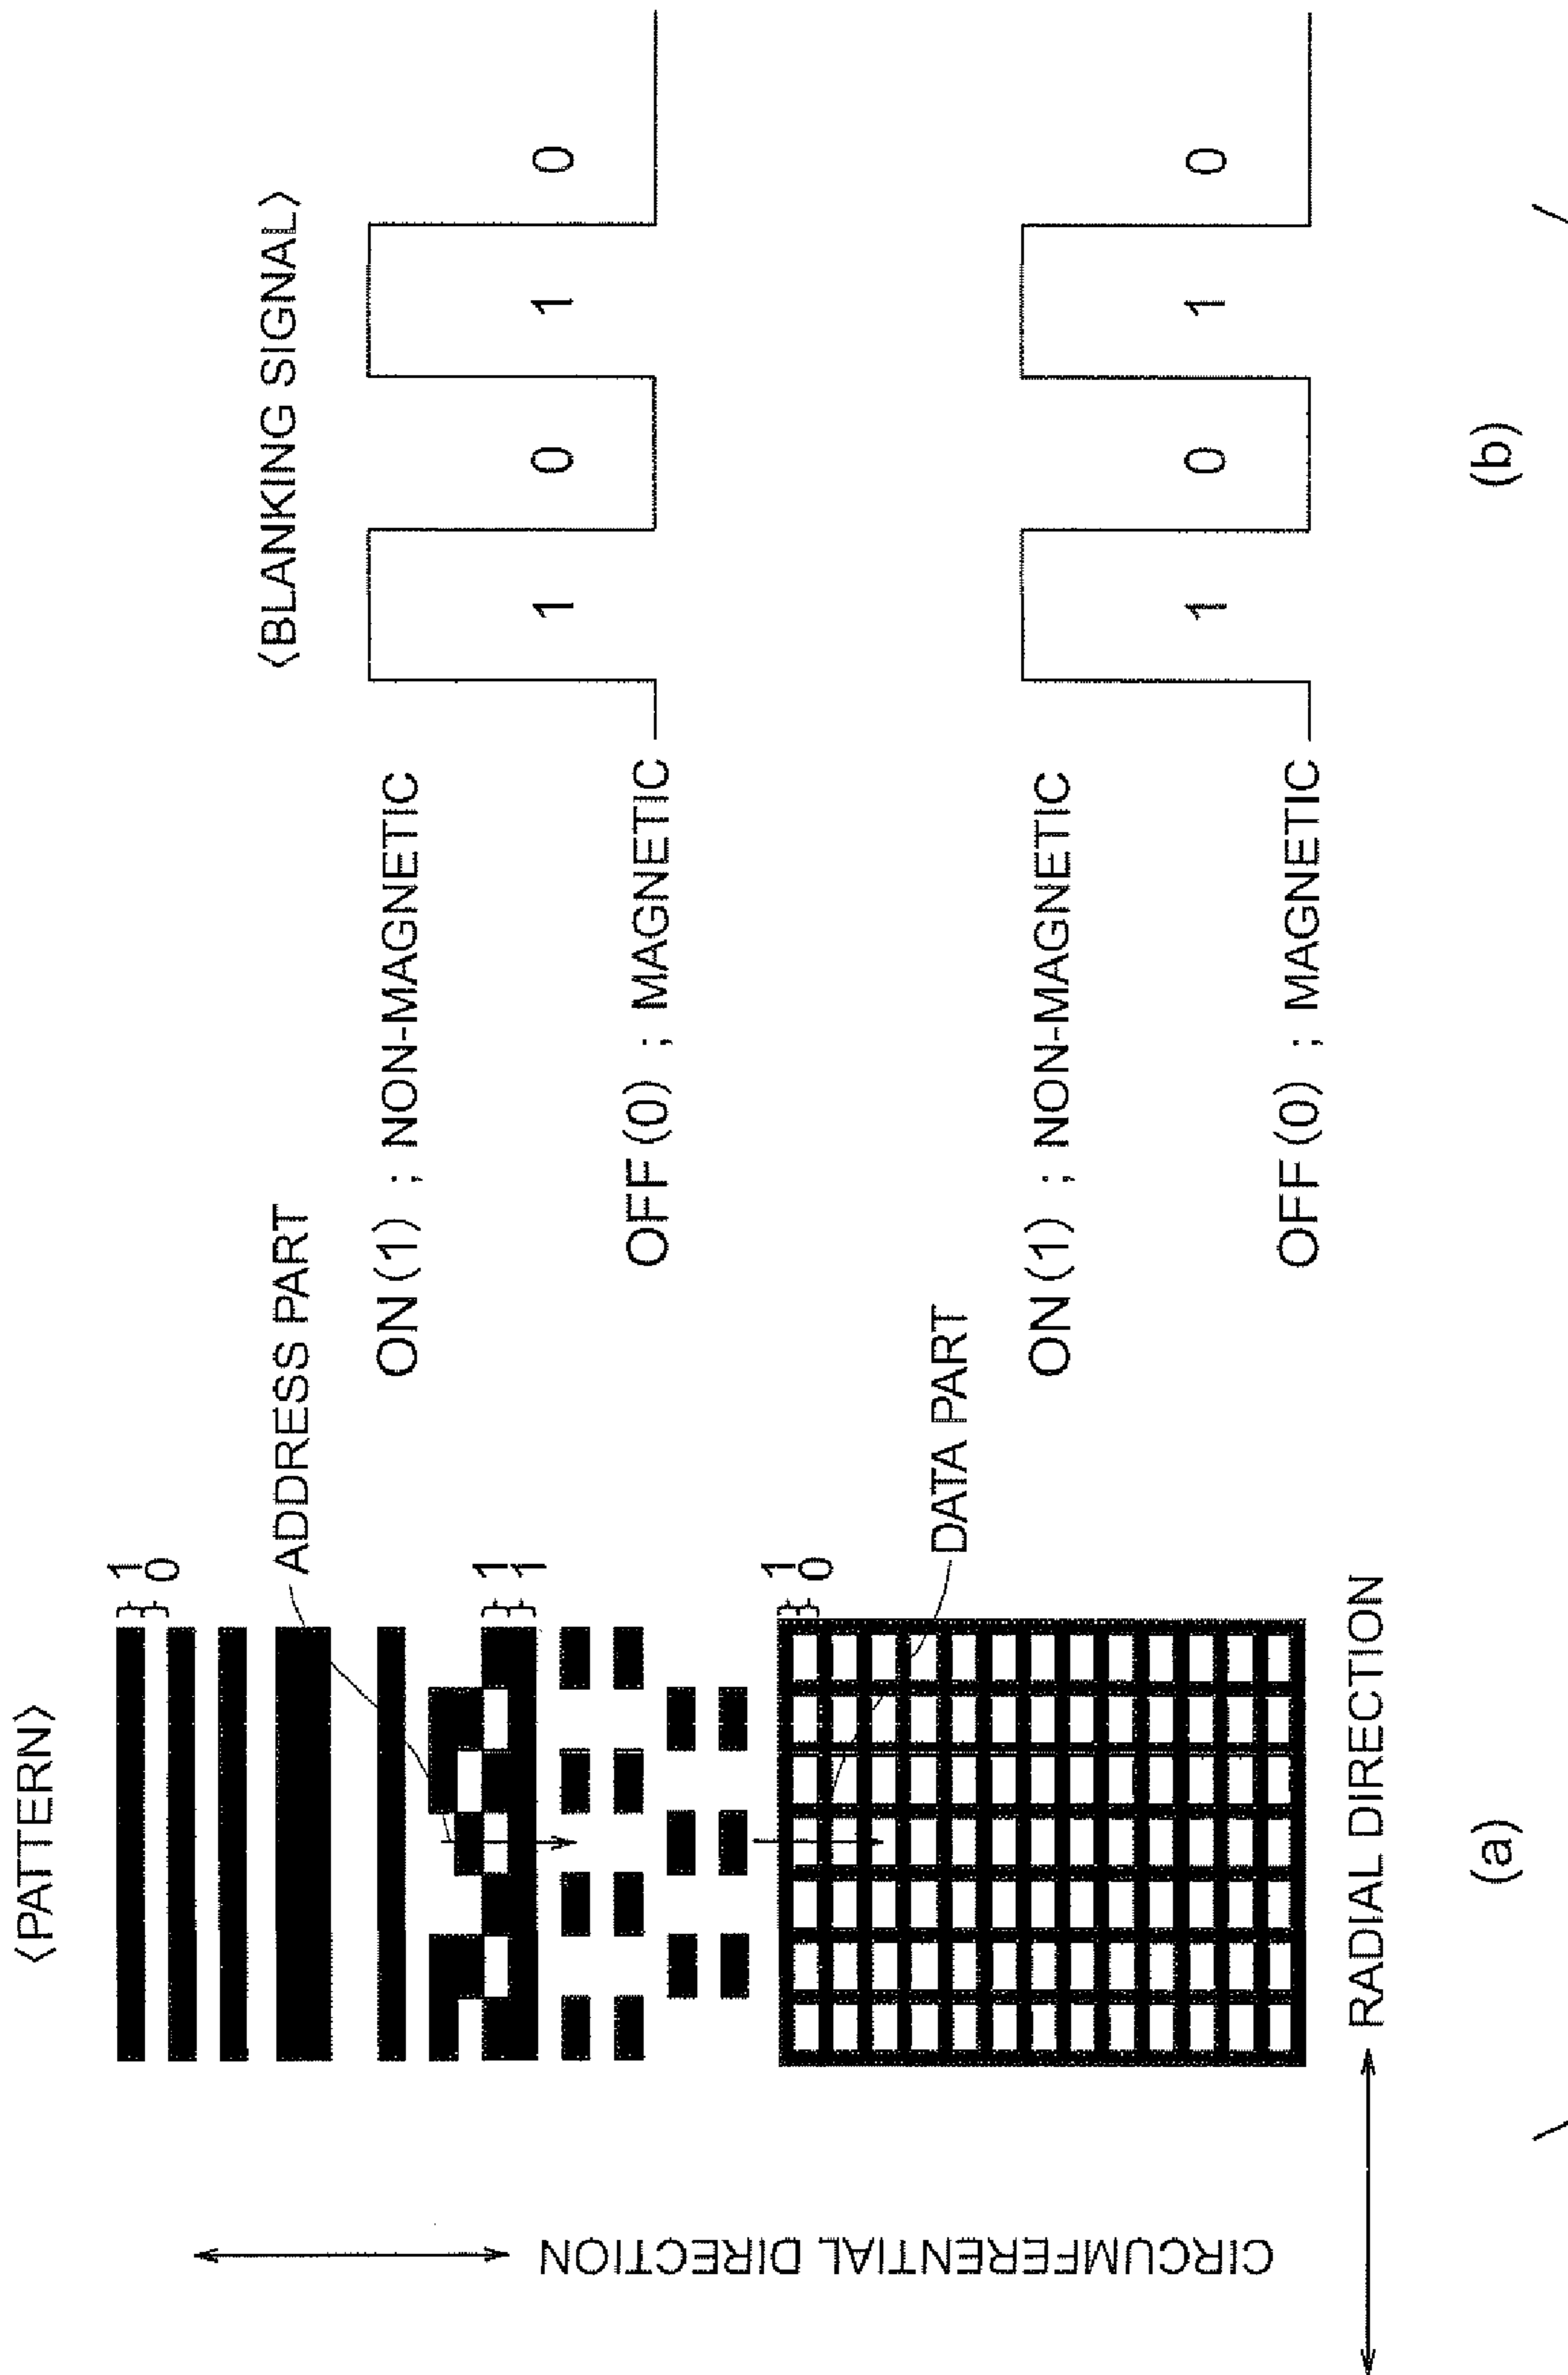 〈PATTERN〉
1
0
ADDRESS PART
1
1
1
0
DATA PART
CIRCUMFERENTIAL DIRECTION
RADIAL DIRECTION
(a)
〈BLANKING SIGNAL〉
ON (1) ; NON-MAGNETIC
1 0 1 0
OFF (0) ; MAGNETIC
ON (1) ; NON-MAGNETIC
1 0 1 0
OFF (0) ; MAGNETIC
(b)